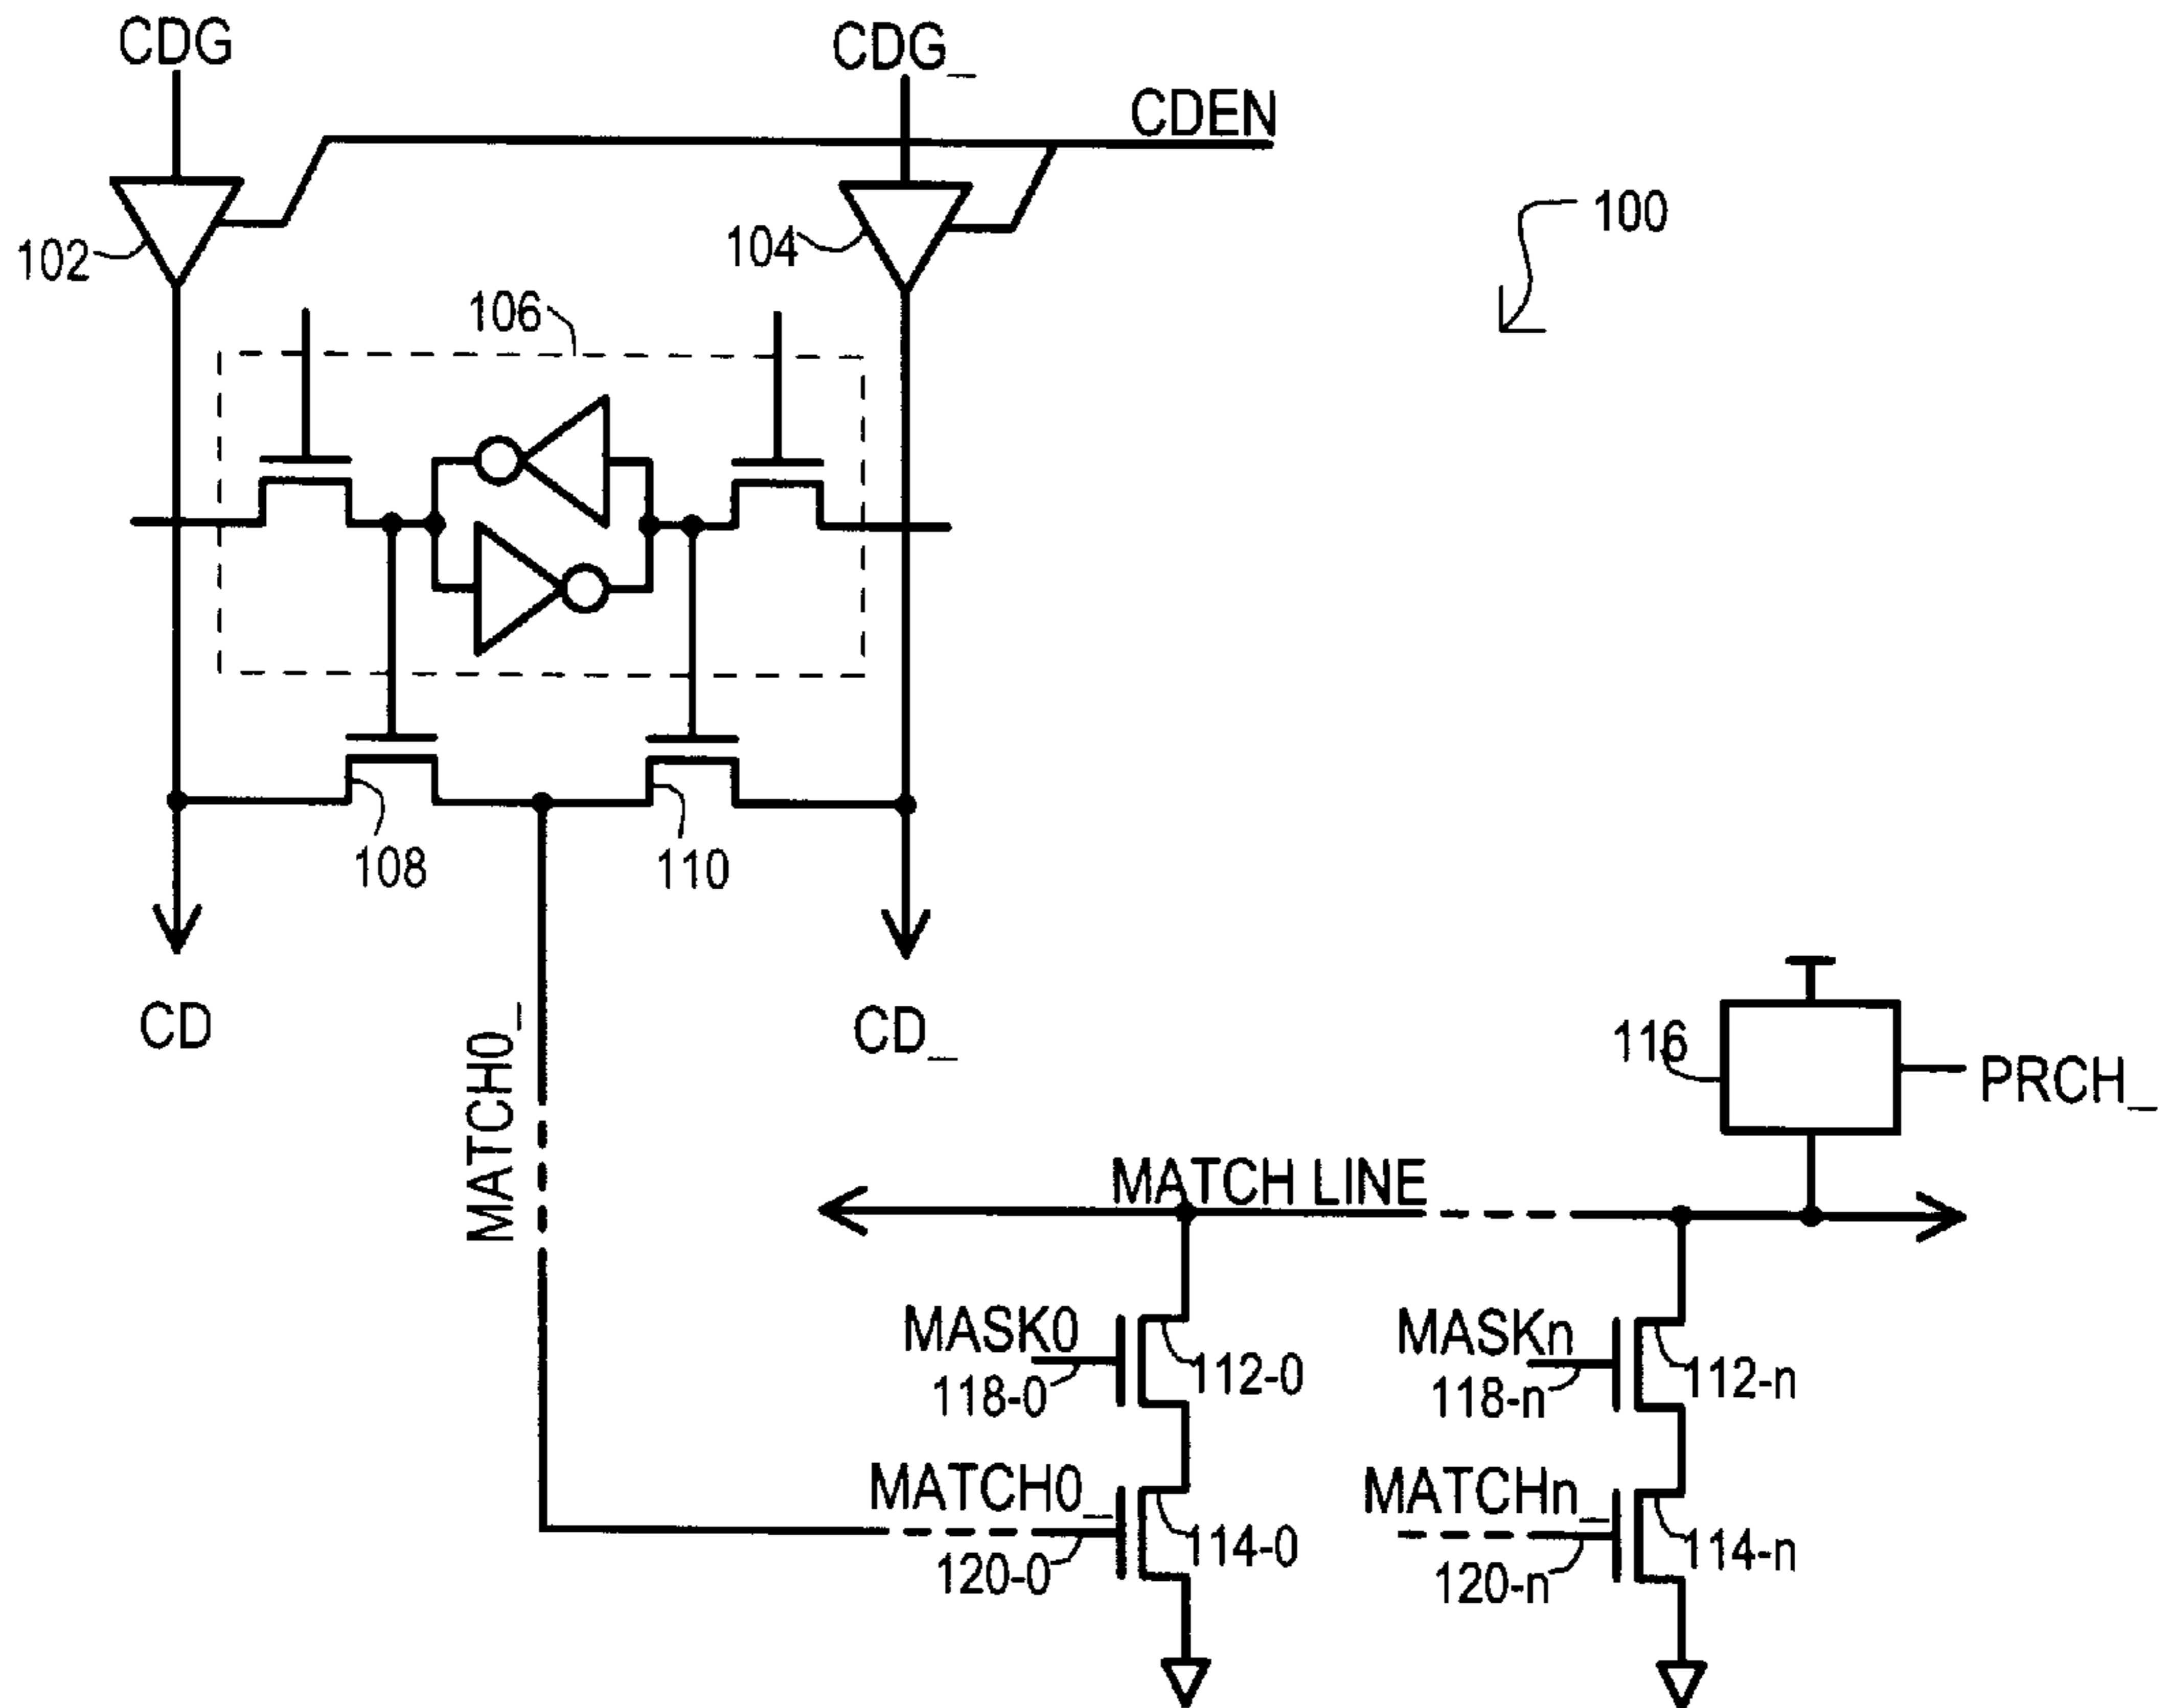 CDG
CDG_
CDEN
100
102
104
106
108
110
CD
CD_
MATCH0_
116
PRCH_
MATCH LINE
MASK0
118-0
112-0
MASKn
118-n
112-n
MATCH0_
120-0
114-0
MATCHn_
120-n
114-n